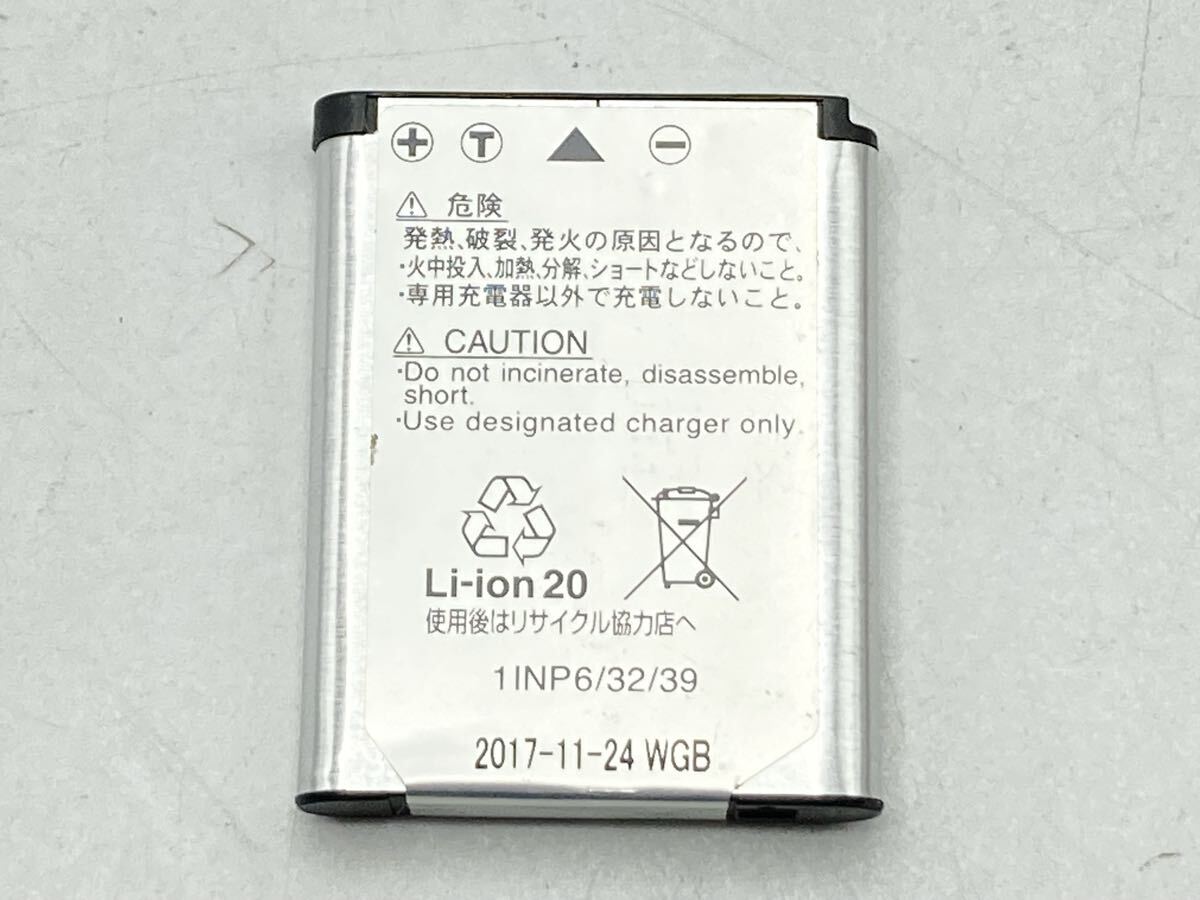 + T ▲ −
⚠ 危険
発熱、破裂、発火の原因となるので、
・火中投入、加熱、分解、ショートなどしないこと。
・専用充電器以外で充電しないこと。
⚠ CAUTION
・Do not incinerate, disassemble,
short.
・Use designated charger only.
Li-ion 20
使用後はリサイクル協力店へ
1INP6/32/39
2017-11-24 WGB